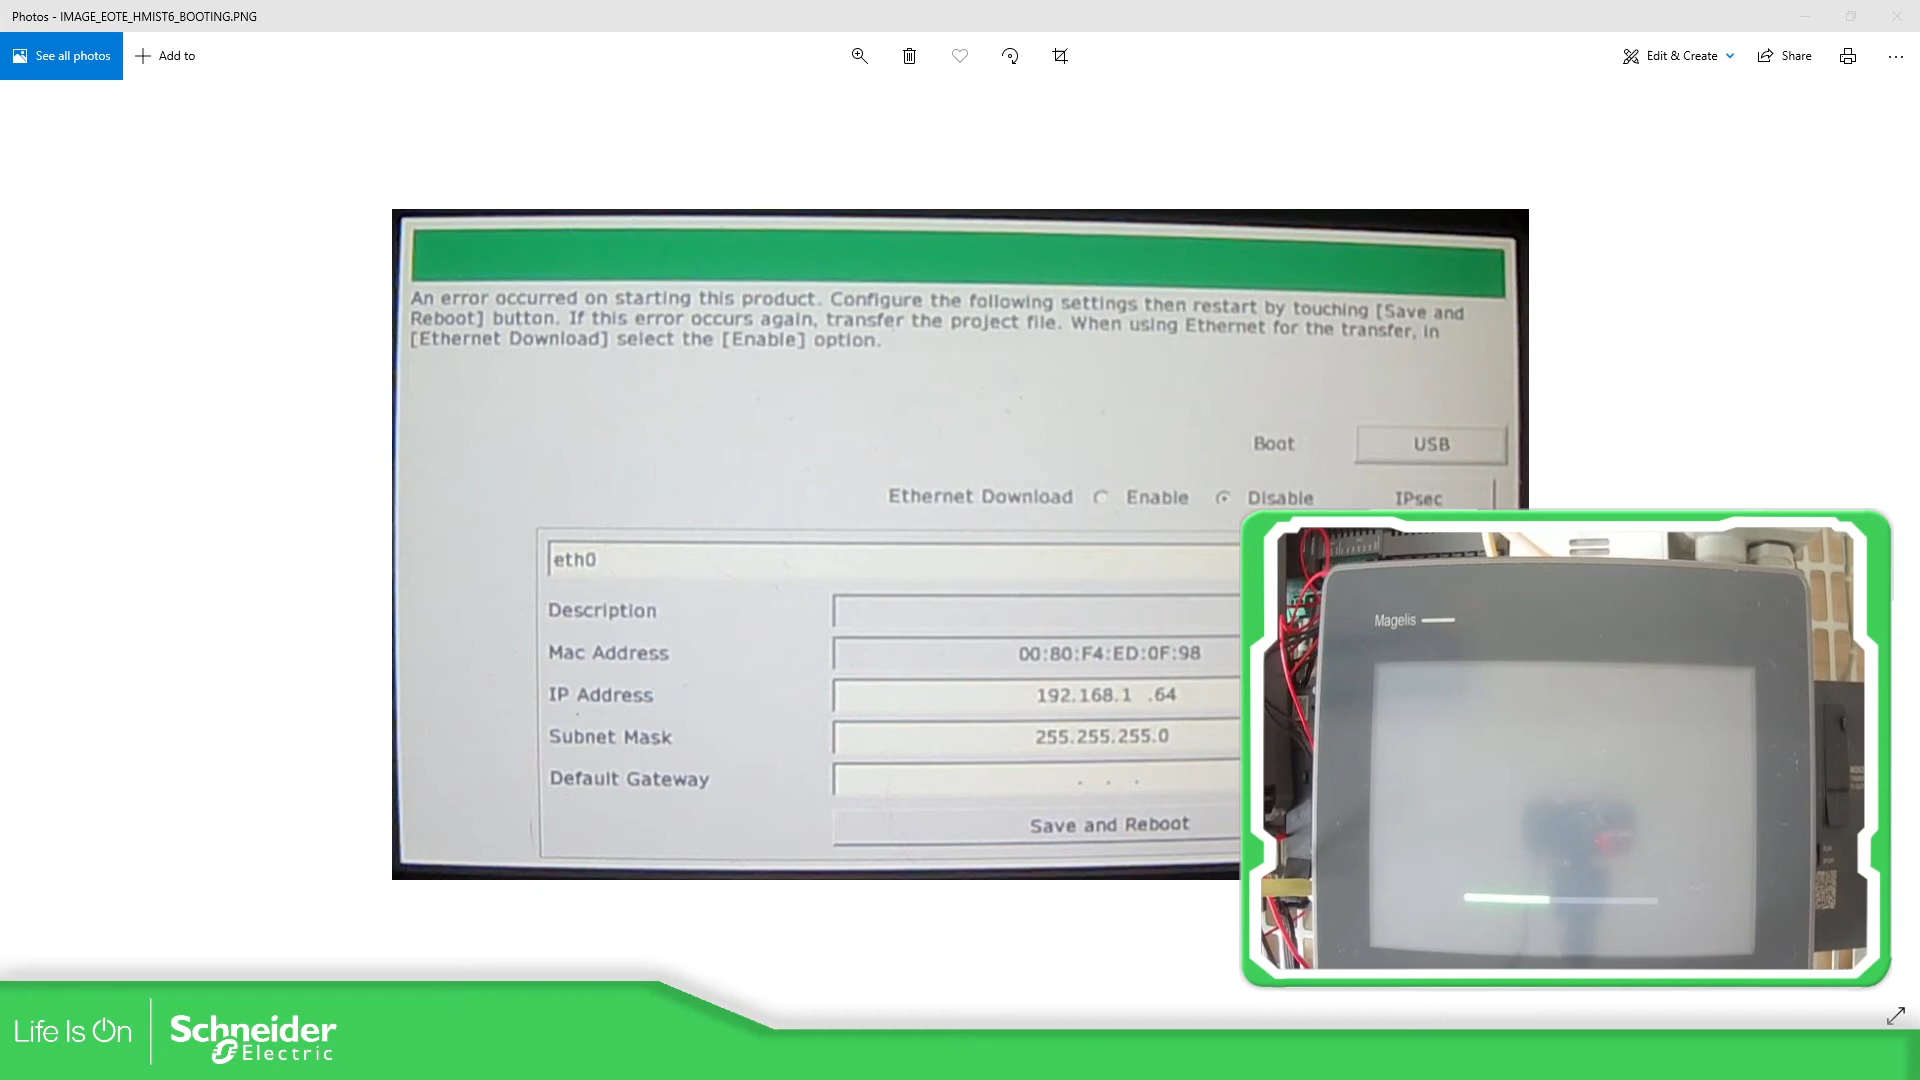 Photos - IMAGE_EOTE_HMIST6_BOOTING.PNG
See all photos
Add to
Edit & Create
Share
An error occurred on starting this product. Configure the following settings then restart by touching [Save and
Reboot] button. If this error occurs again, transfer the project file. When using Ethernet for the transfer, in
[Ethernet Download] select the [Enable] option.
Boot USB
Ethernet Download Enable Disable IPsec
eth0
Description
Mac Address 00:80:F4:ED:0F:98
IP Address 192.168.1 .64
Subnet Mask 255.255.255.0
Default Gateway . . .
Save and Reboot
Magelis
Life Is On
Schneider
Electric